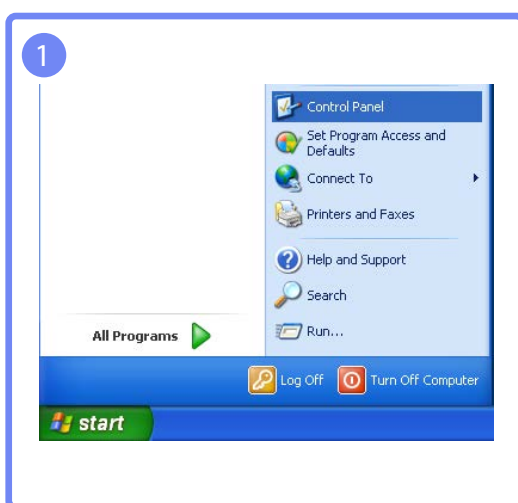 1
Control Panel
Set Program Access and
Defaults
Connect To
Printers and Faxes
Help and Support
Search
Run...
All Programs
Log Off
Turn Off Computer
start